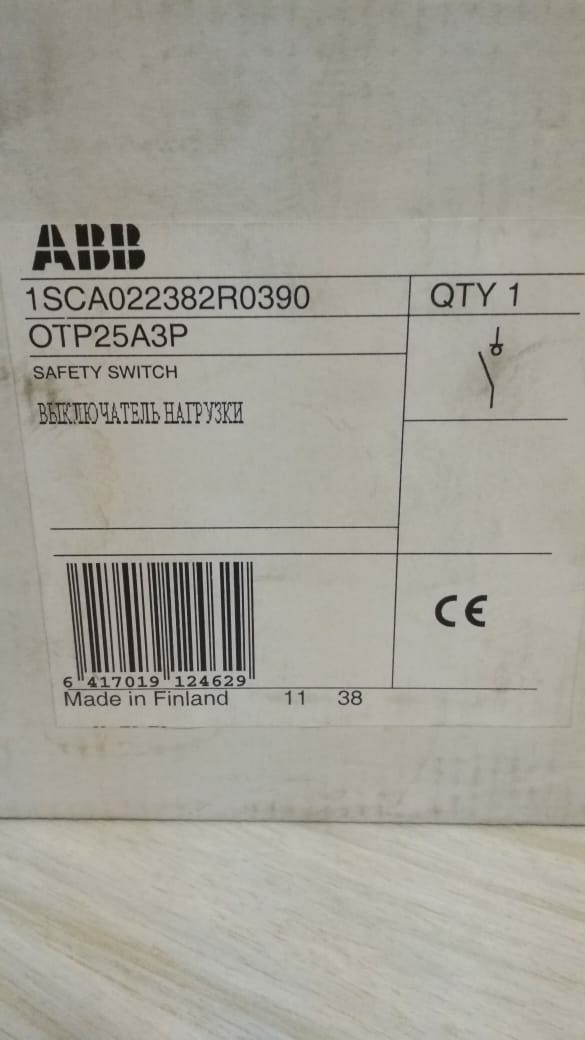 ABB
1SCA022382R0390
QTY 1
OTP25A3P
SAFETY SWITCH
ВЫКЛЮЧАТЕЛЬ НАГРУЗКИ
CE
6 417019 124629
Made in Finland 11 38